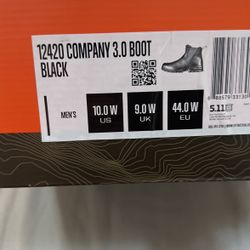 12420 COMPANY 3.0 BOOT
BLACK
MEN'S
10.0 W
US
9.0 W
UK
44.0 W
EU
5.11